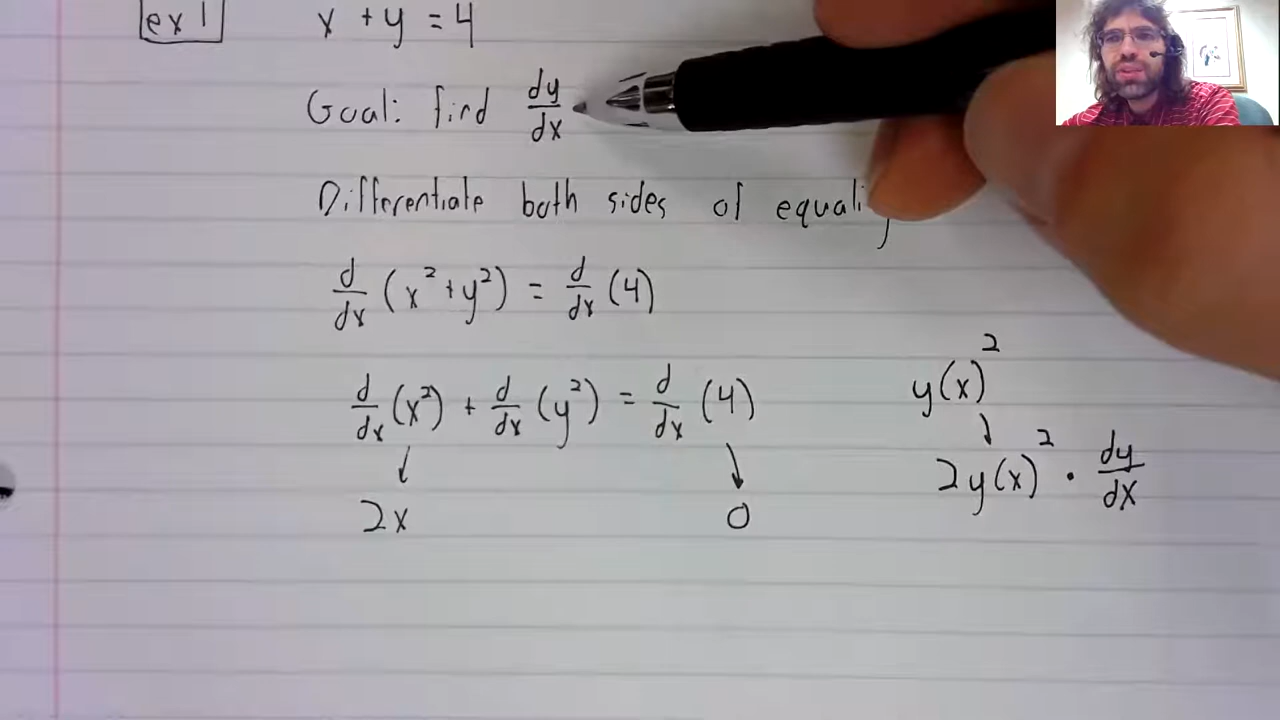 ex 1 x + y = 4
Goal: find dy/dx
Differentiate both sides of
d/dx (x² + y²) = d/dx (4)
d/dx (x²) + d/dx (y²) = d/dx (4)
2x 0
y(x)²
2y(x)² · dy/dx